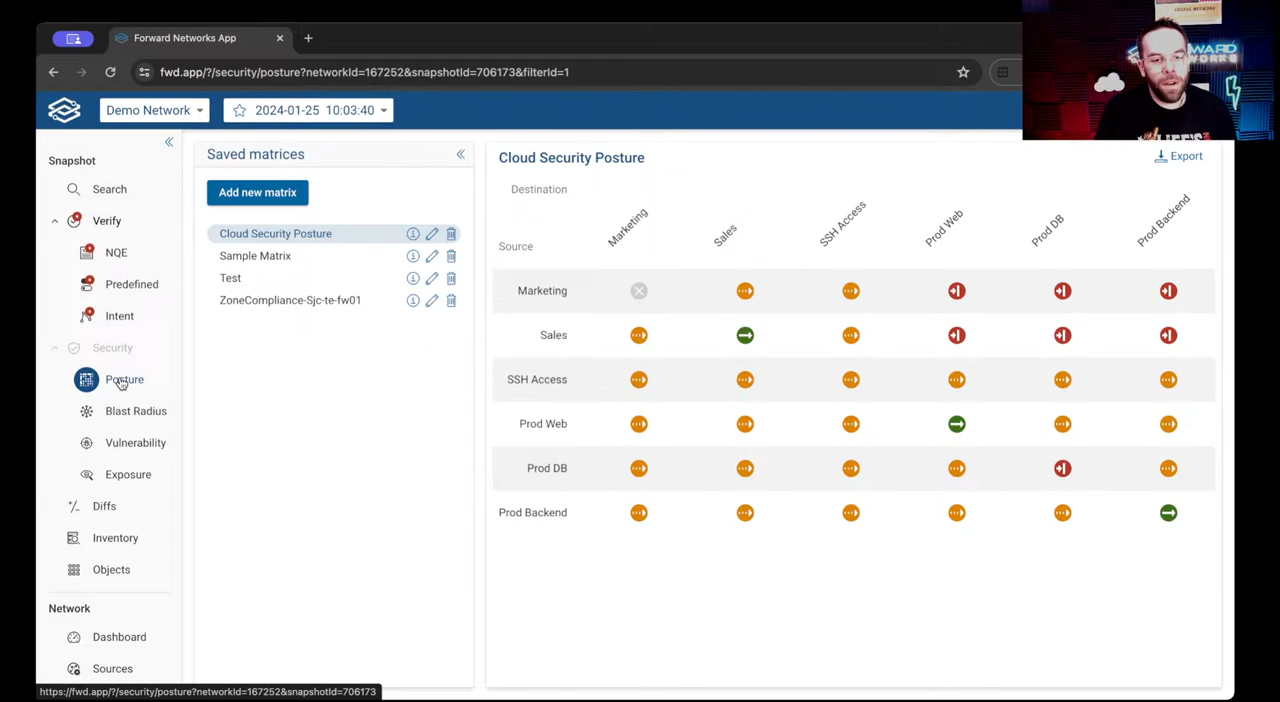 Forward Networks App
fwd.app/?/security/posture?networkId=167252&snapshotId=706173&filterId=1
Demo Network
2024-01-25 10:03:40
Snapshot
Search
Verify
NQE
Predefined
Intent
Security
Posture
Blast Radius
Vulnerability
Exposure
Diffs
Inventory
Objects
Network
Dashboard
Sources
https://fwd.app/?/security/posture?networkId=167252&snapshotId=706173
Saved matrices
Add new matrix
Cloud Security Posture
Sample Matrix
Test
ZoneCompliance-Sjc-te-fw01
Cloud Security Posture
Export
Destination
Source
Marketing
Sales
SSH Access
Prod Web
Prod DB
Prod Backend
Marketing
Sales
SSH Access
Prod Web
Prod DB
Prod Backend